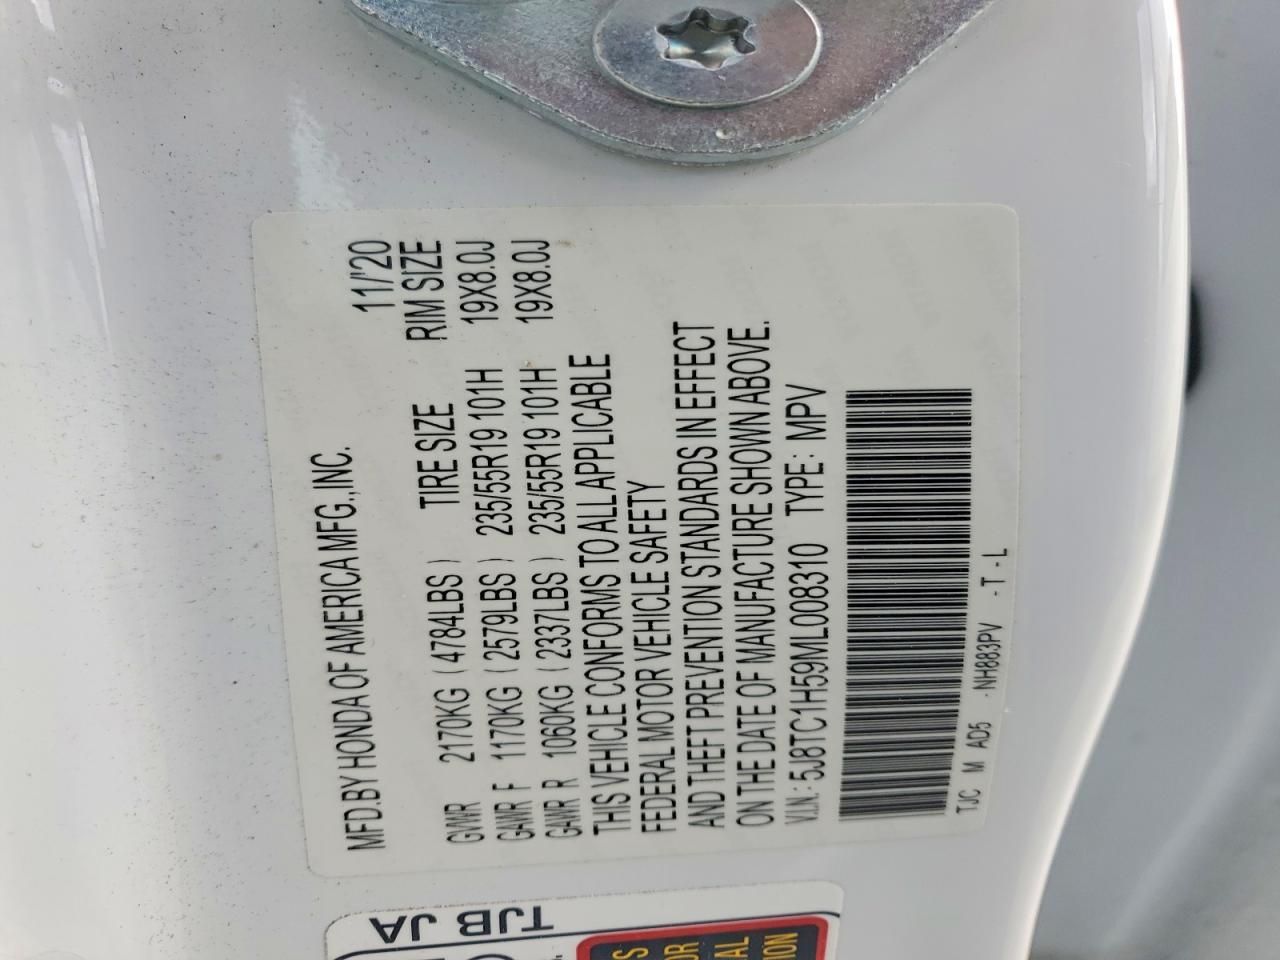 MFD. BY HONDA OF AMERICA MFG., INC. 11/'20
GVWR 2170KG (4784LBS) TIRE SIZE RIM SIZE
GAWR F 1170KG (2579LBS) 235/55R19 101H 19X8.0J
GAWR R 1060KG (2337LBS) 235/55R19 101H 19X8.0J
THIS VEHICLE CONFORMS TO ALL APPLICABLE
FEDERAL MOTOR VEHICLE SAFETY
AND THEFT PREVENTION STANDARDS IN EFFECT
ON THE DATE OF MANUFACTURE SHOWN ABOVE.
V.I.N.: 5J8TC1H59ML008310 TYPE: MPV
TJC M AD5 - NH883PV - T - L
TJB JA